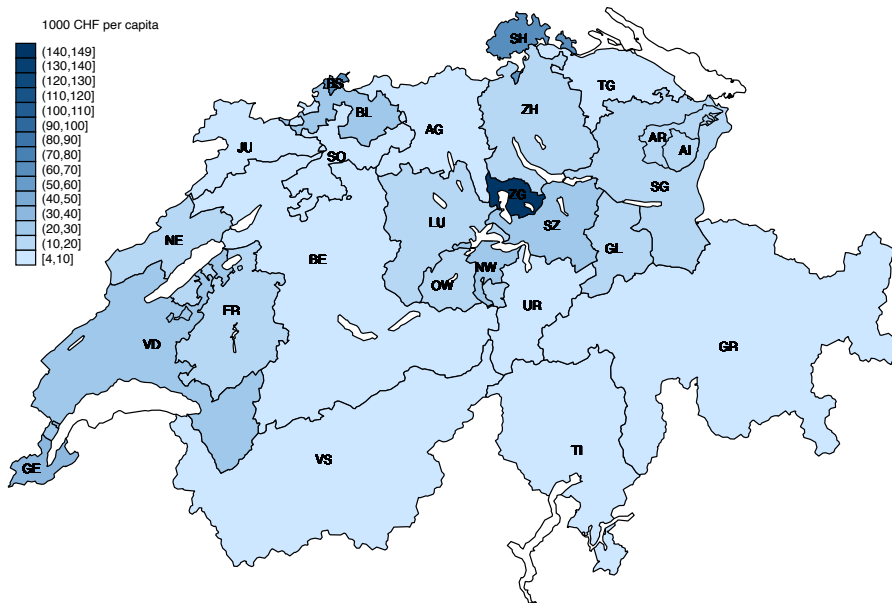 1000 CHF per capita
(140,149]
(130,140]
(120,130]
(110,120]
(100,110]
(90,100]
(80,90]
(70,80]
(60,70]
(50,60]
(40,50]
(30,40]
(20,30]
(10,20]
[4,10]
SH
TG
BS
BL
ZH
AG
AR
AI
JU
SO
SG
ZG
LU
SZ
NE
BE
GL
NW
OW
UR
FR
VD
GR
TI
VS
GE